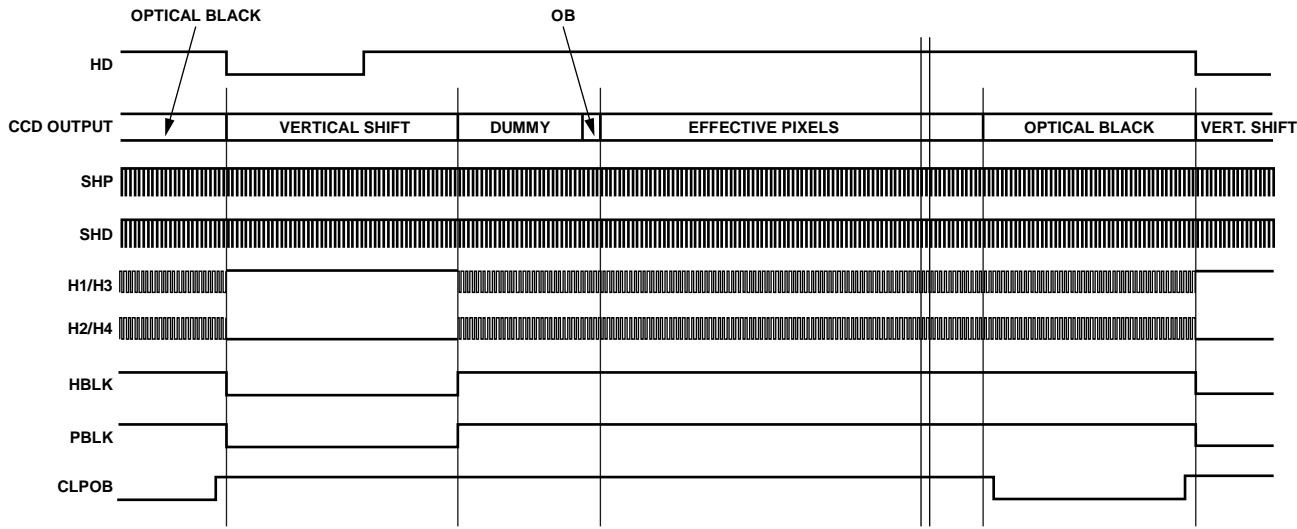 OPTICAL BLACK OB
HD
CCD OUTPUT VERTICAL SHIFT DUMMY EFFECTIVE PIXELS OPTICAL BLACK VERT. SHIFT
SHP
SHD
H1/H3
H2/H4
HBLK
PBLK
CLPOB